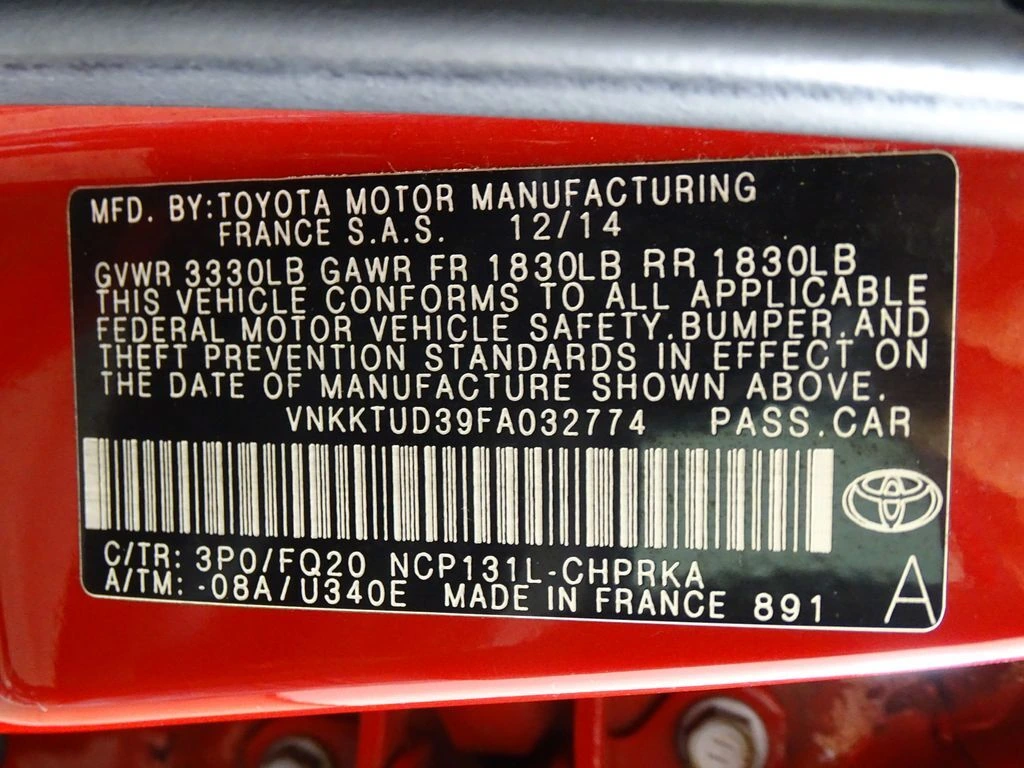 MFD. BY:TOYOTA MOTOR MANUFACTURING
FRANCE S.A.S. 12/14
GVWR 3330LB GAWR FR 1830LB RR 1830LB
THIS VEHICLE CONFORMS TO ALL APPLICABLE
FEDERAL MOTOR VEHICLE SAFETY.BUMPER.AND
THEFT PREVENTION STANDARDS IN EFFECT ON
THE DATE OF MANUFACTURE SHOWN ABOVE.
VNKKTUD39FA032774 PASS.CAR
C/TR: 3P0/FQ20 NCP131L-CHPRKA
A/TM: -08A/U340E MADE IN FRANCE 891 A